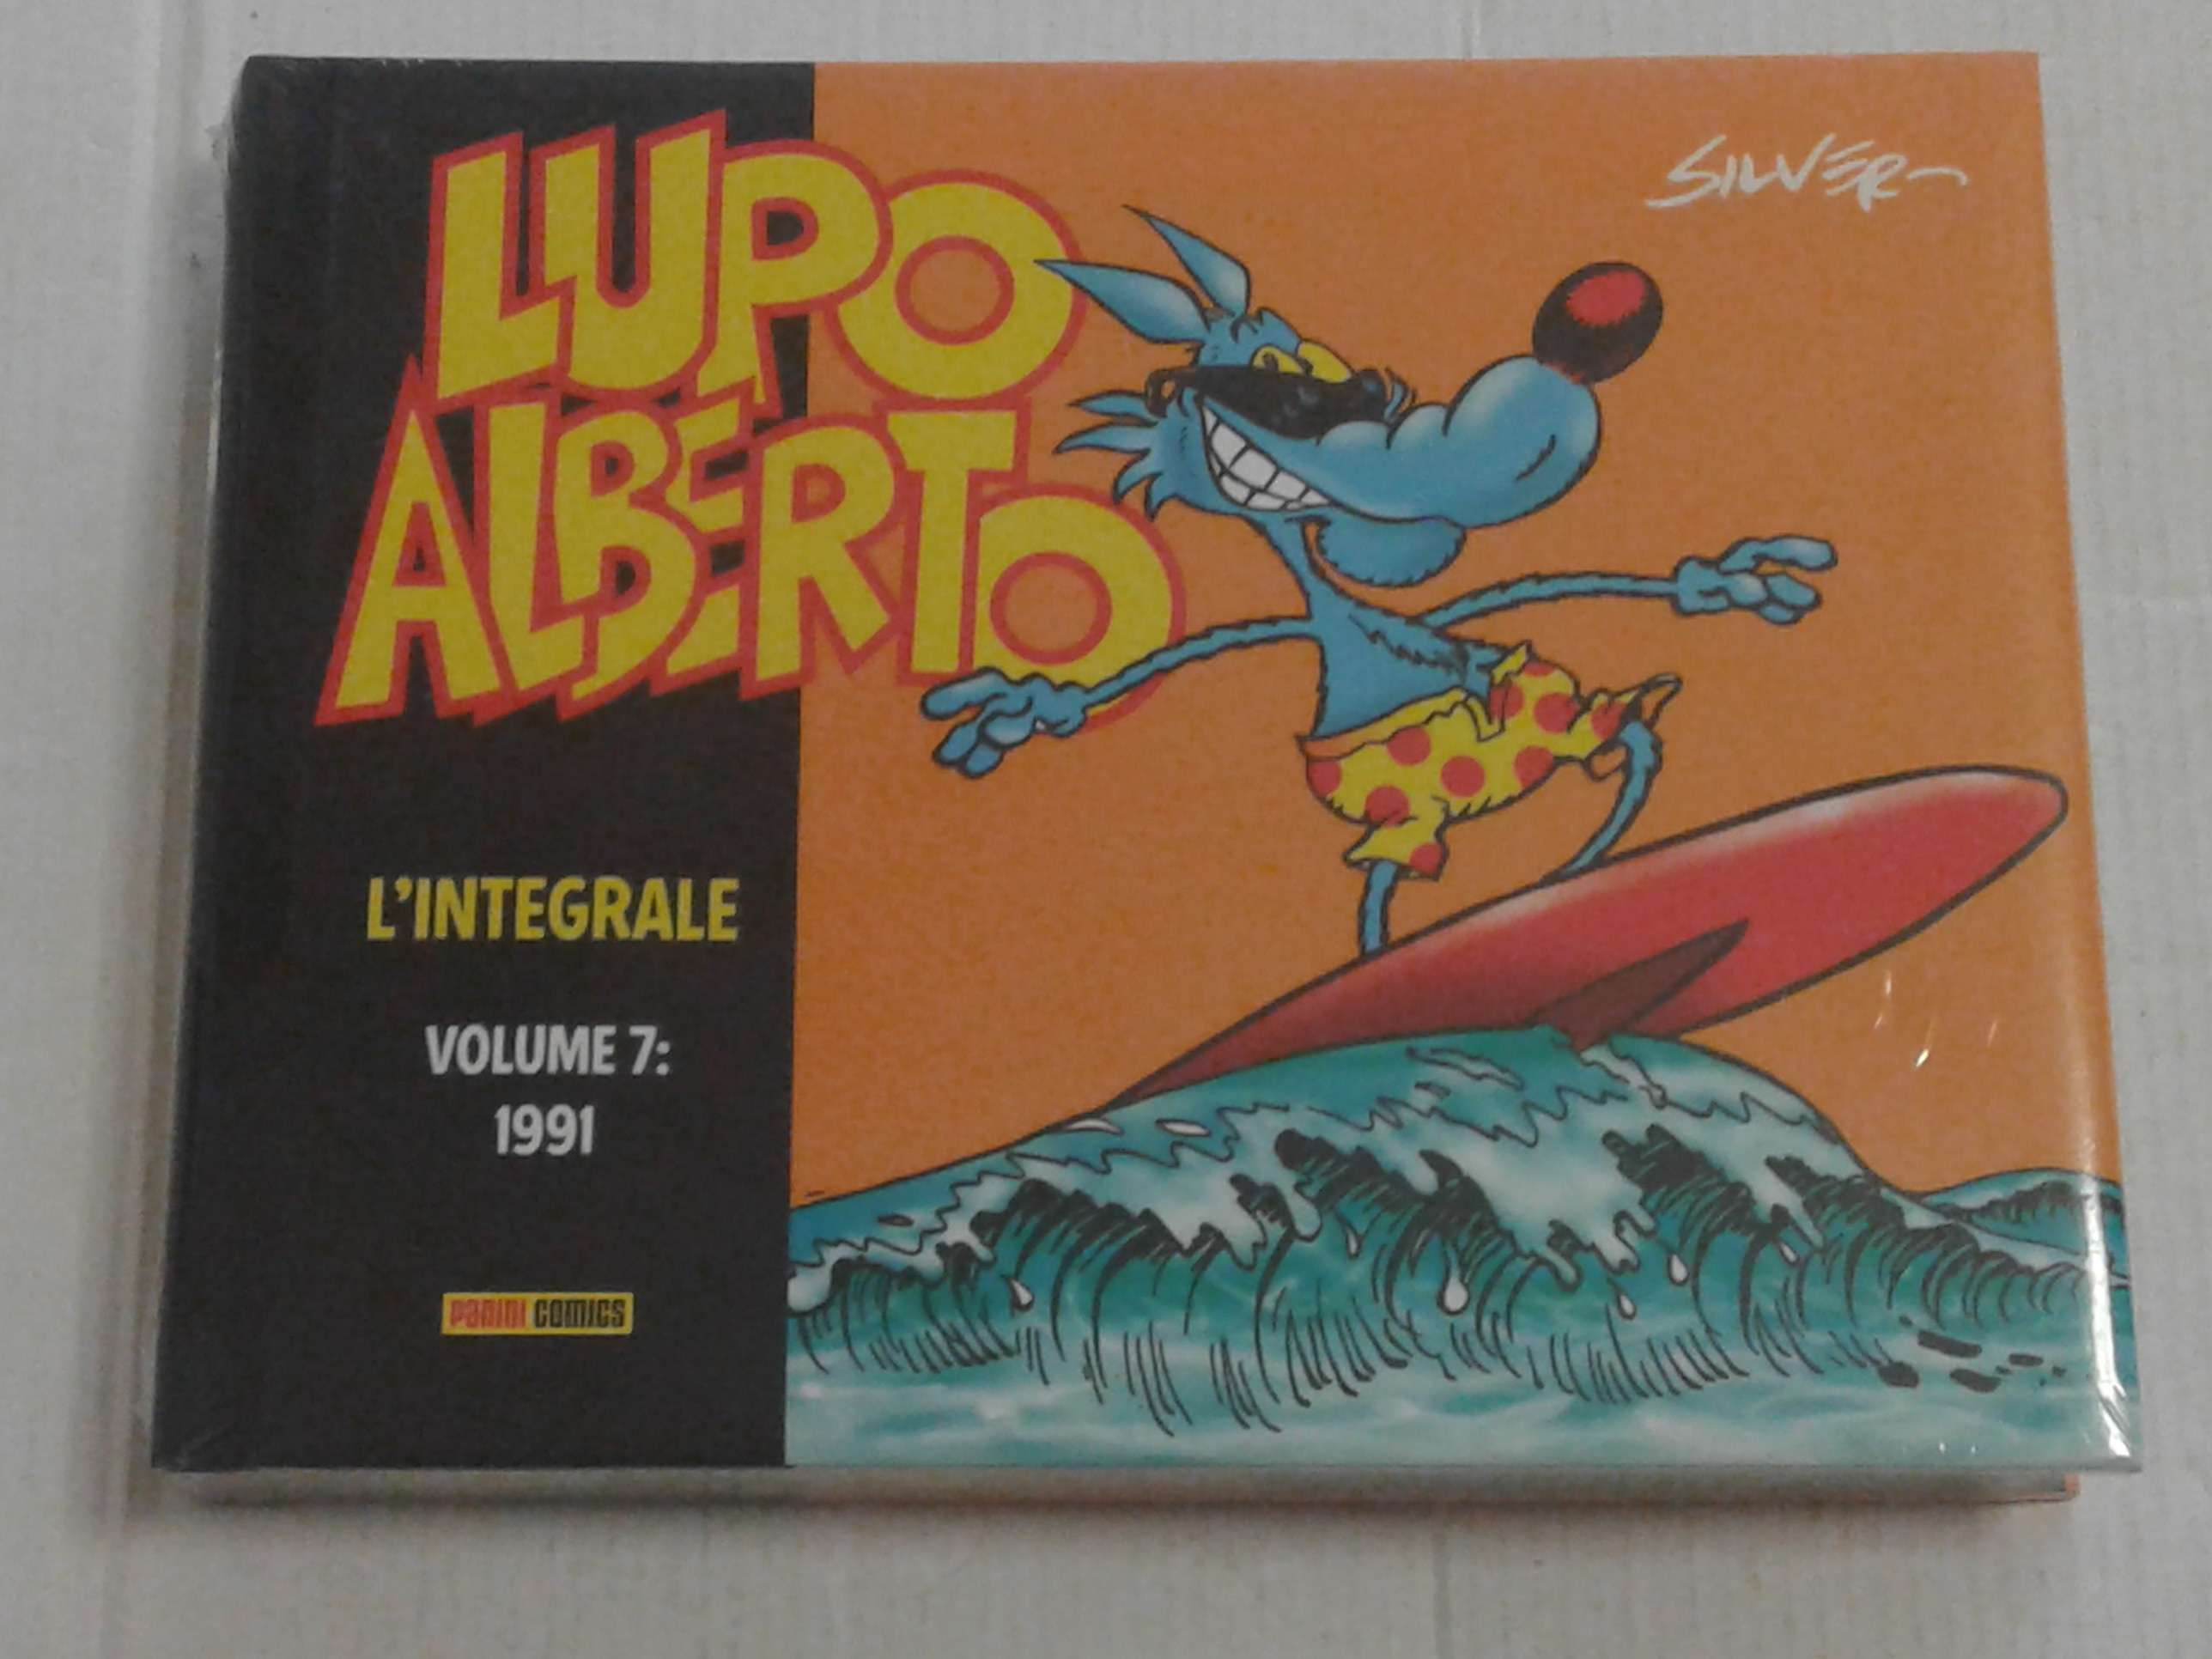 LUPO
ALBERTO
SILVER
L'INTEGRALE
VOLUME 7:
1991
PANINI COMICS